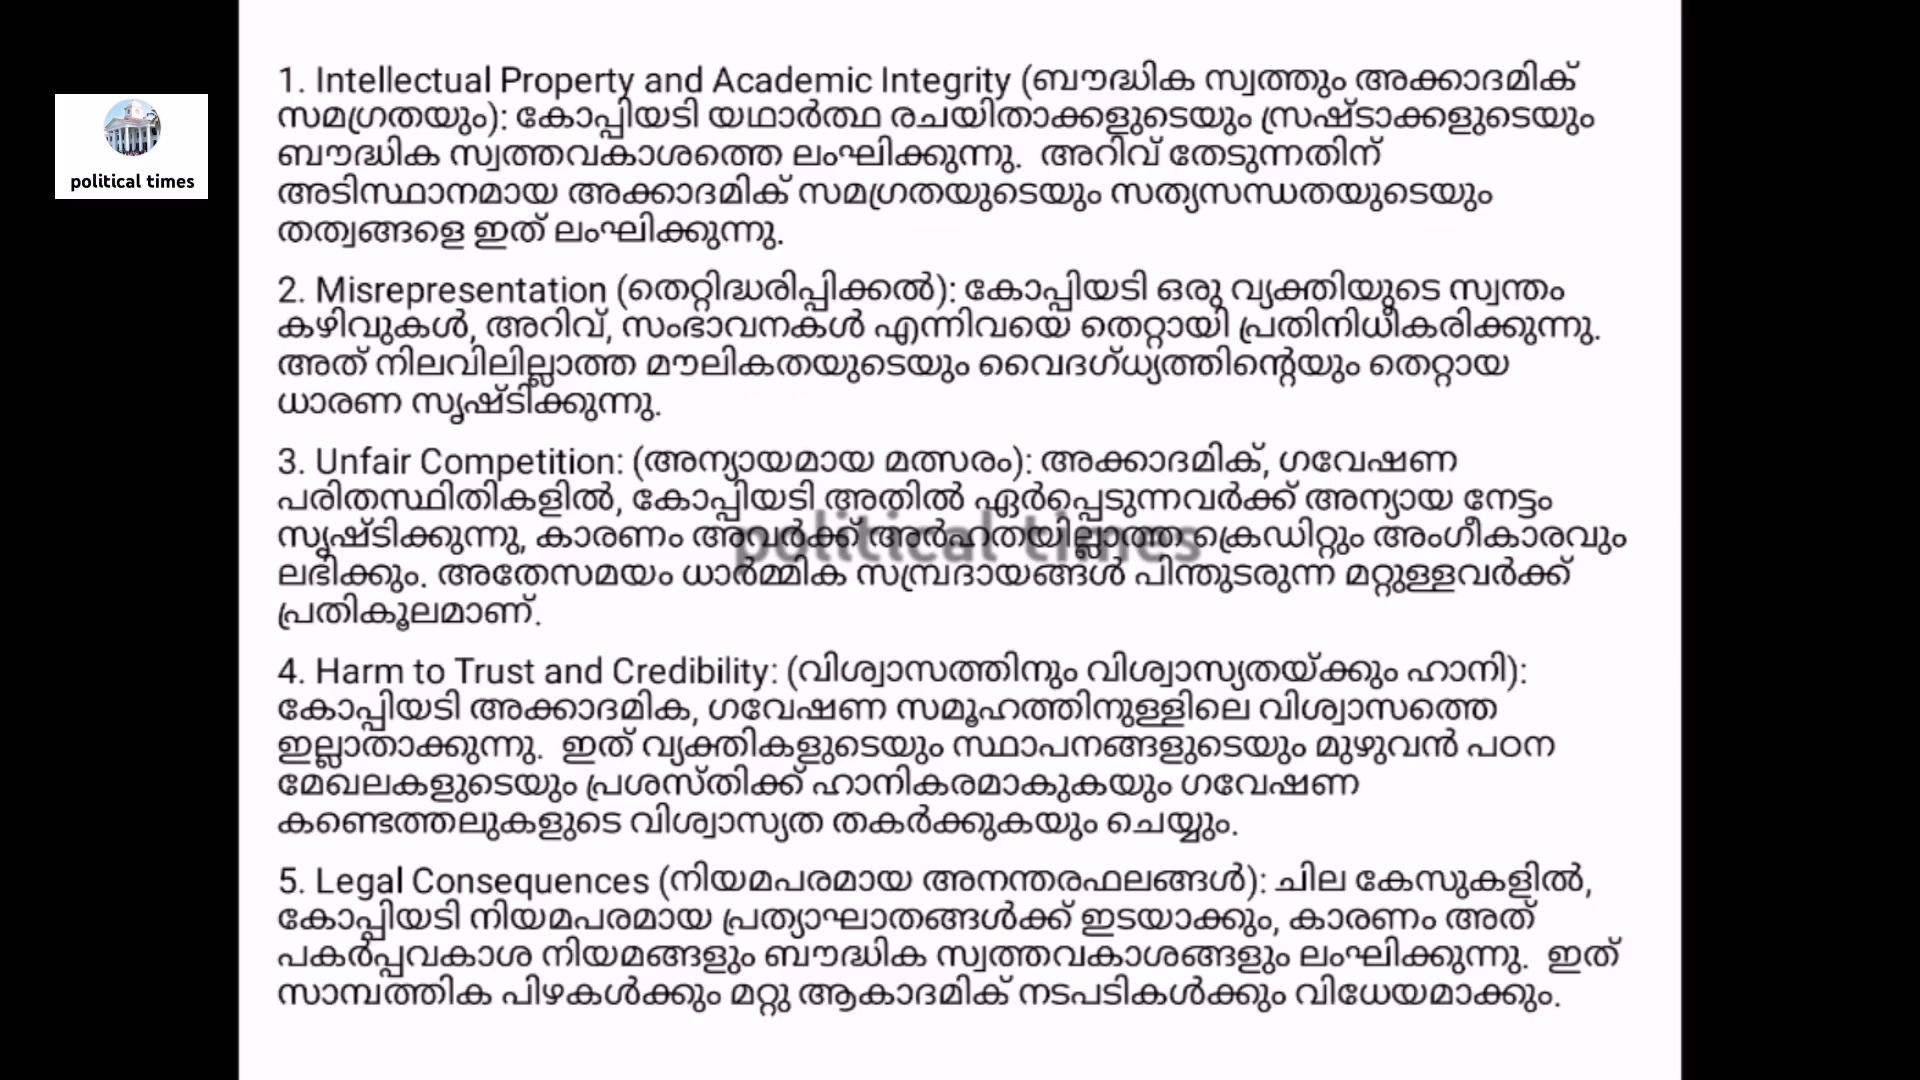 political times
1. Intellectual Property and Academic Integrity (ബൗദ്ധിക സ്വത്തും അക്കാദമിക്
സമഗ്രതയും): കോപ്പിയടി യഥാർത്ഥ രചയിതാക്കളുടെയും സ്രഷ്ടാക്കളുടെയും
ബൗദ്ധിക സ്വത്തവകാശത്തെ ലംഘിക്കുന്നു. അറിവ് തേടുന്നതിന്
അടിസ്ഥാനമായ അക്കാദമിക് സമഗ്രതയുടെയും സത്യസന്ധതയുടെയും
തത്വങ്ങളെ ഇത് ലംഘിക്കുന്നു.
2. Misrepresentation (തെറ്റിദ്ധരിപ്പിക്കൽ): കോപ്പിയടി ഒരു വ്യക്തിയുടെ സ്വന്തം
കഴിവുകൾ, അറിവ്, സംഭാവനകൾ എന്നിവയെ തെറ്റായി പ്രതിനിധീകരിക്കുന്നു.
അത് നിലവിലില്ലാത്ത മൗലികതയുടെയും വൈദഗ്ധ്യത്തിന്റെയും തെറ്റായ
ധാരണ സൃഷ്ടിക്കുന്നു.
3. Unfair Competition: (അന്യായമായ മത്സരം): അക്കാദമിക്, ഗവേഷണ
പരിതസ്ഥിതികളിൽ, കോപ്പിയടി അതിൽ ഏർപ്പെടുന്നവർക്ക് അന്യായ നേട്ടം
സൃഷ്ടിക്കുന്നു, കാരണം അവർക്ക് അർഹതയില്ലാത്ത ക്രെഡിറ്റും അംഗീകാരവും
political times
ലഭിക്കും. അതേസമയം ധാർമ്മിക സമ്പ്രദായങ്ങൾ പിന്തുടരുന്ന മറ്റുള്ളവർക്ക്
പ്രതികൂലമാണ്.
4. Harm to Trust and Credibility: (വിശ്വാസത്തിനും വിശ്വാസ്യതയ്ക്കും ഹാനി):
കോപ്പിയടി അക്കാദമിക, ഗവേഷണ സമൂഹത്തിനുള്ളിലെ വിശ്വാസത്തെ
ഇല്ലാതാക്കുന്നു. ഇത് വ്യക്തികളുടെയും സ്ഥാപനങ്ങളുടെയും മുഴുവൻ പഠന
മേഖലകളുടെയും പ്രശസ്തിക്ക് ഹാനികരമാകുകയും ഗവേഷണ
കണ്ടെത്തലുകളുടെ വിശ്വാസ്യത തകർക്കുകയും ചെയ്യും.
5. Legal Consequences (നിയമപരമായ അനന്തരഫലങ്ങൾ): ചില കേസുകളിൽ,
കോപ്പിയടി നിയമപരമായ പ്രത്യാഘാതങ്ങൾക്ക് ഇടയാക്കും, കാരണം അത്
പകർപ്പവകാശ നിയമങ്ങളും ബൗദ്ധിക സ്വത്തവകാശങ്ങളും ലംഘിക്കുന്നു. ഇത്
സാമ്പത്തിക പിഴകൾക്കും മറ്റു ആകാദമിക് നടപടികൾക്കും വിധേയമാക്കും.